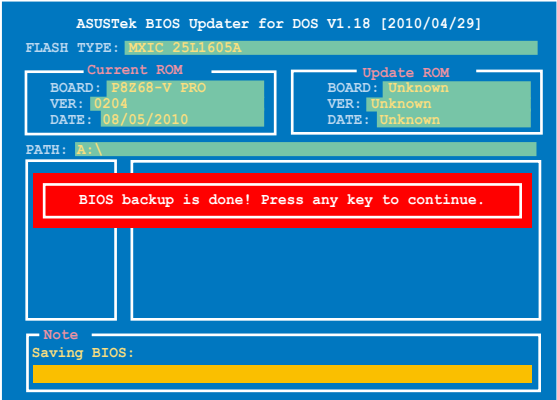 ASUSTek BIOS Updater for DOS V1.18 [2010/04/29]
FLASH TYPE: MXIC 25L1605A
Current ROM
BOARD: P8Z68-V PRO
VER: 0204
DATE: 08/05/2010
Update ROM
BOARD: Unknown
VER: Unknown
DATE: Unknown
PATH: A:\
BIOS backup is done! Press any key to continue.
Note
Saving BIOS: